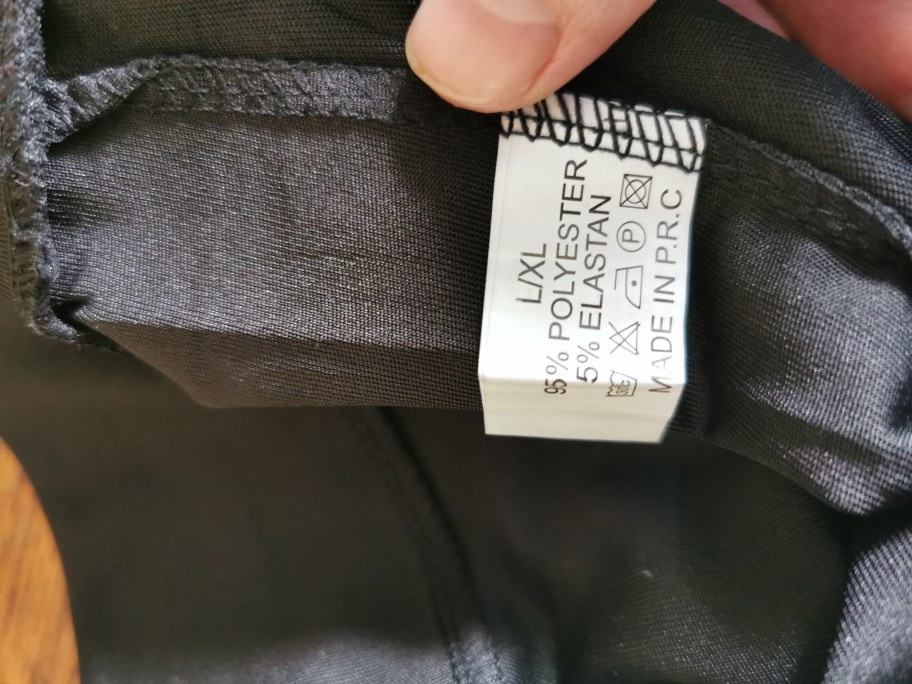 L/XL
95% POLYESTER
5% ELASTAN
P
MADE IN P.R.C